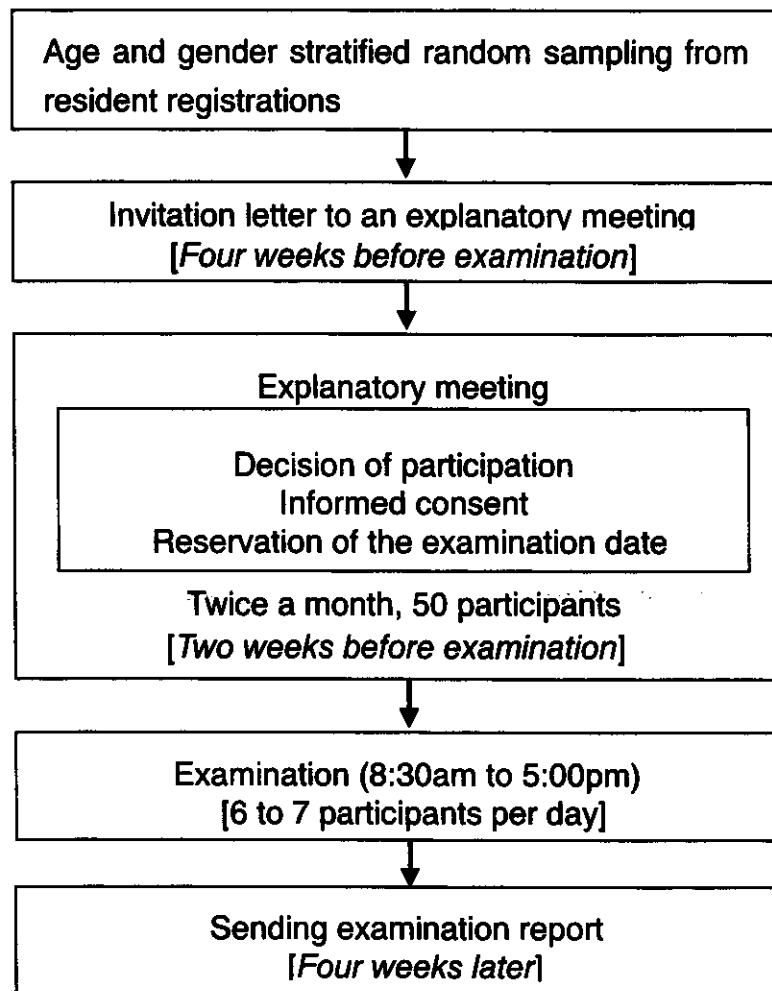 Age and gender stratified random sampling from
resident registrations
Invitation letter to an explanatory meeting
[Four weeks before examination]
Explanatory meeting
Decision of participation
Informed consent
Reservation of the examination date
Twice a month, 50 participants
[Two weeks before examination]
Examination (8:30am to 5:00pm)
[6 to 7 participants per day]
Sending examination report
[Four weeks later]